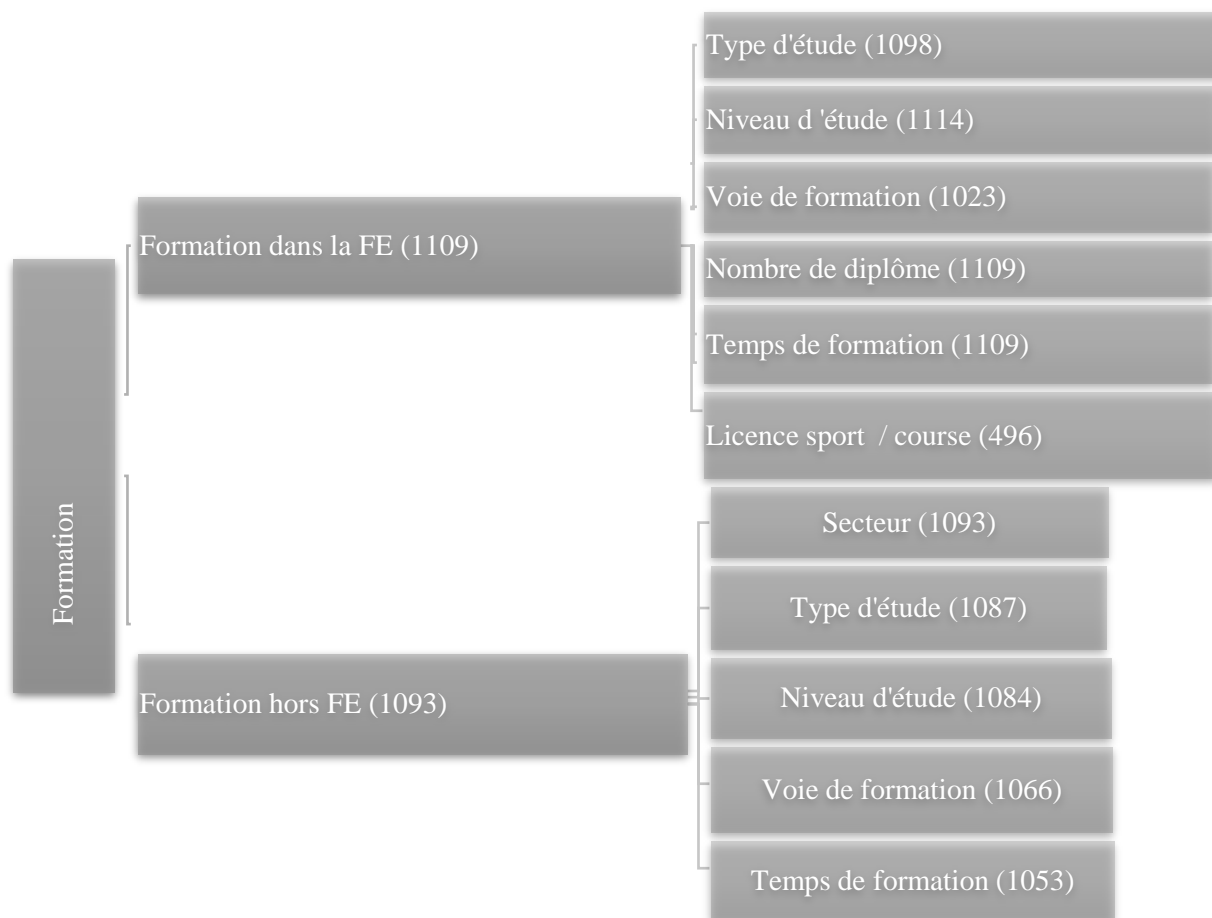 Formation
Formation dans la FE (1109)
Type d'étude (1098)
Niveau d 'étude (1114)
Voie de formation (1023)
Nombre de diplôme (1109)
Temps de formation (1109)
Licence sport / course (496)
Formation hors FE (1093)
Secteur (1093)
Type d'étude (1087)
Niveau d'étude (1084)
Voie de formation (1066)
Temps de formation (1053)